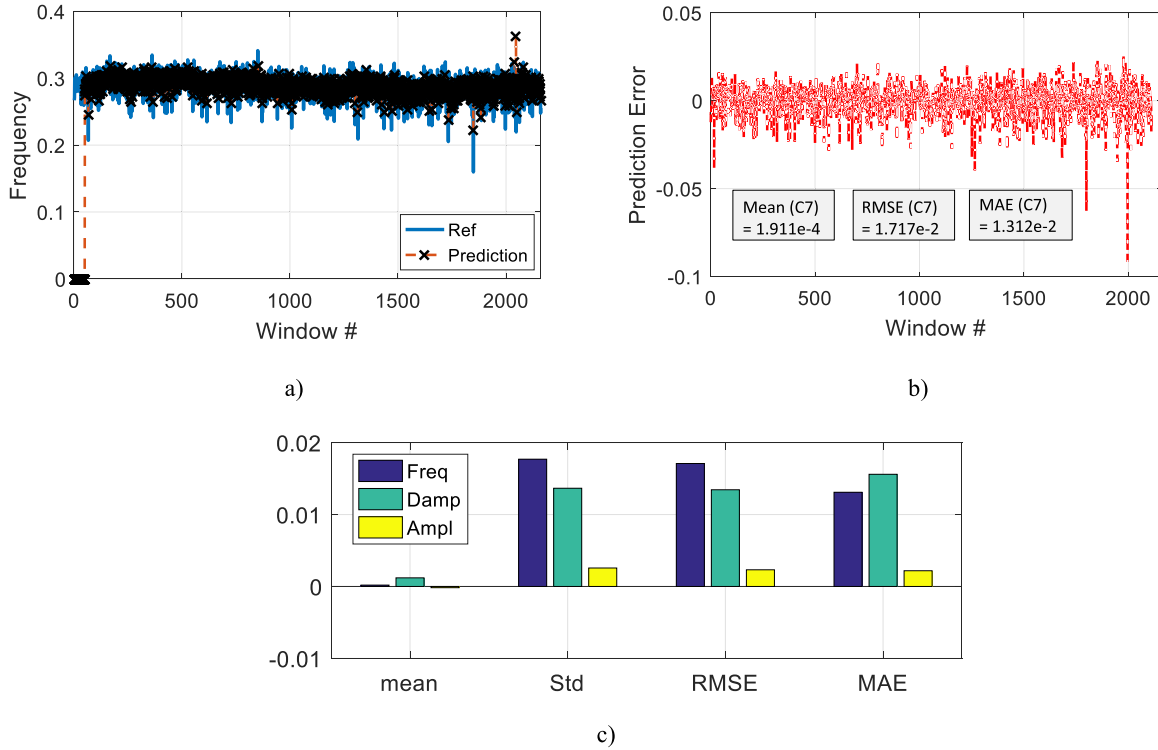 0.4
0.3
0.2
0.1
0
Frequency
0
500
1000
1500
2000
Window #
Ref
Prediction
a)
0.05
0
-0.05
-0.1
Prediction Error
Mean (C7)
= 1.911e-4
RMSE (C7)
= 1.717e-2
MAE (C7)
= 1.312e-2
0
500
1000
1500
2000
Window #
b)
0.02
0.01
0
-0.01
Freq
Damp
Ampl
mean
Std
RMSE
MAE
c)